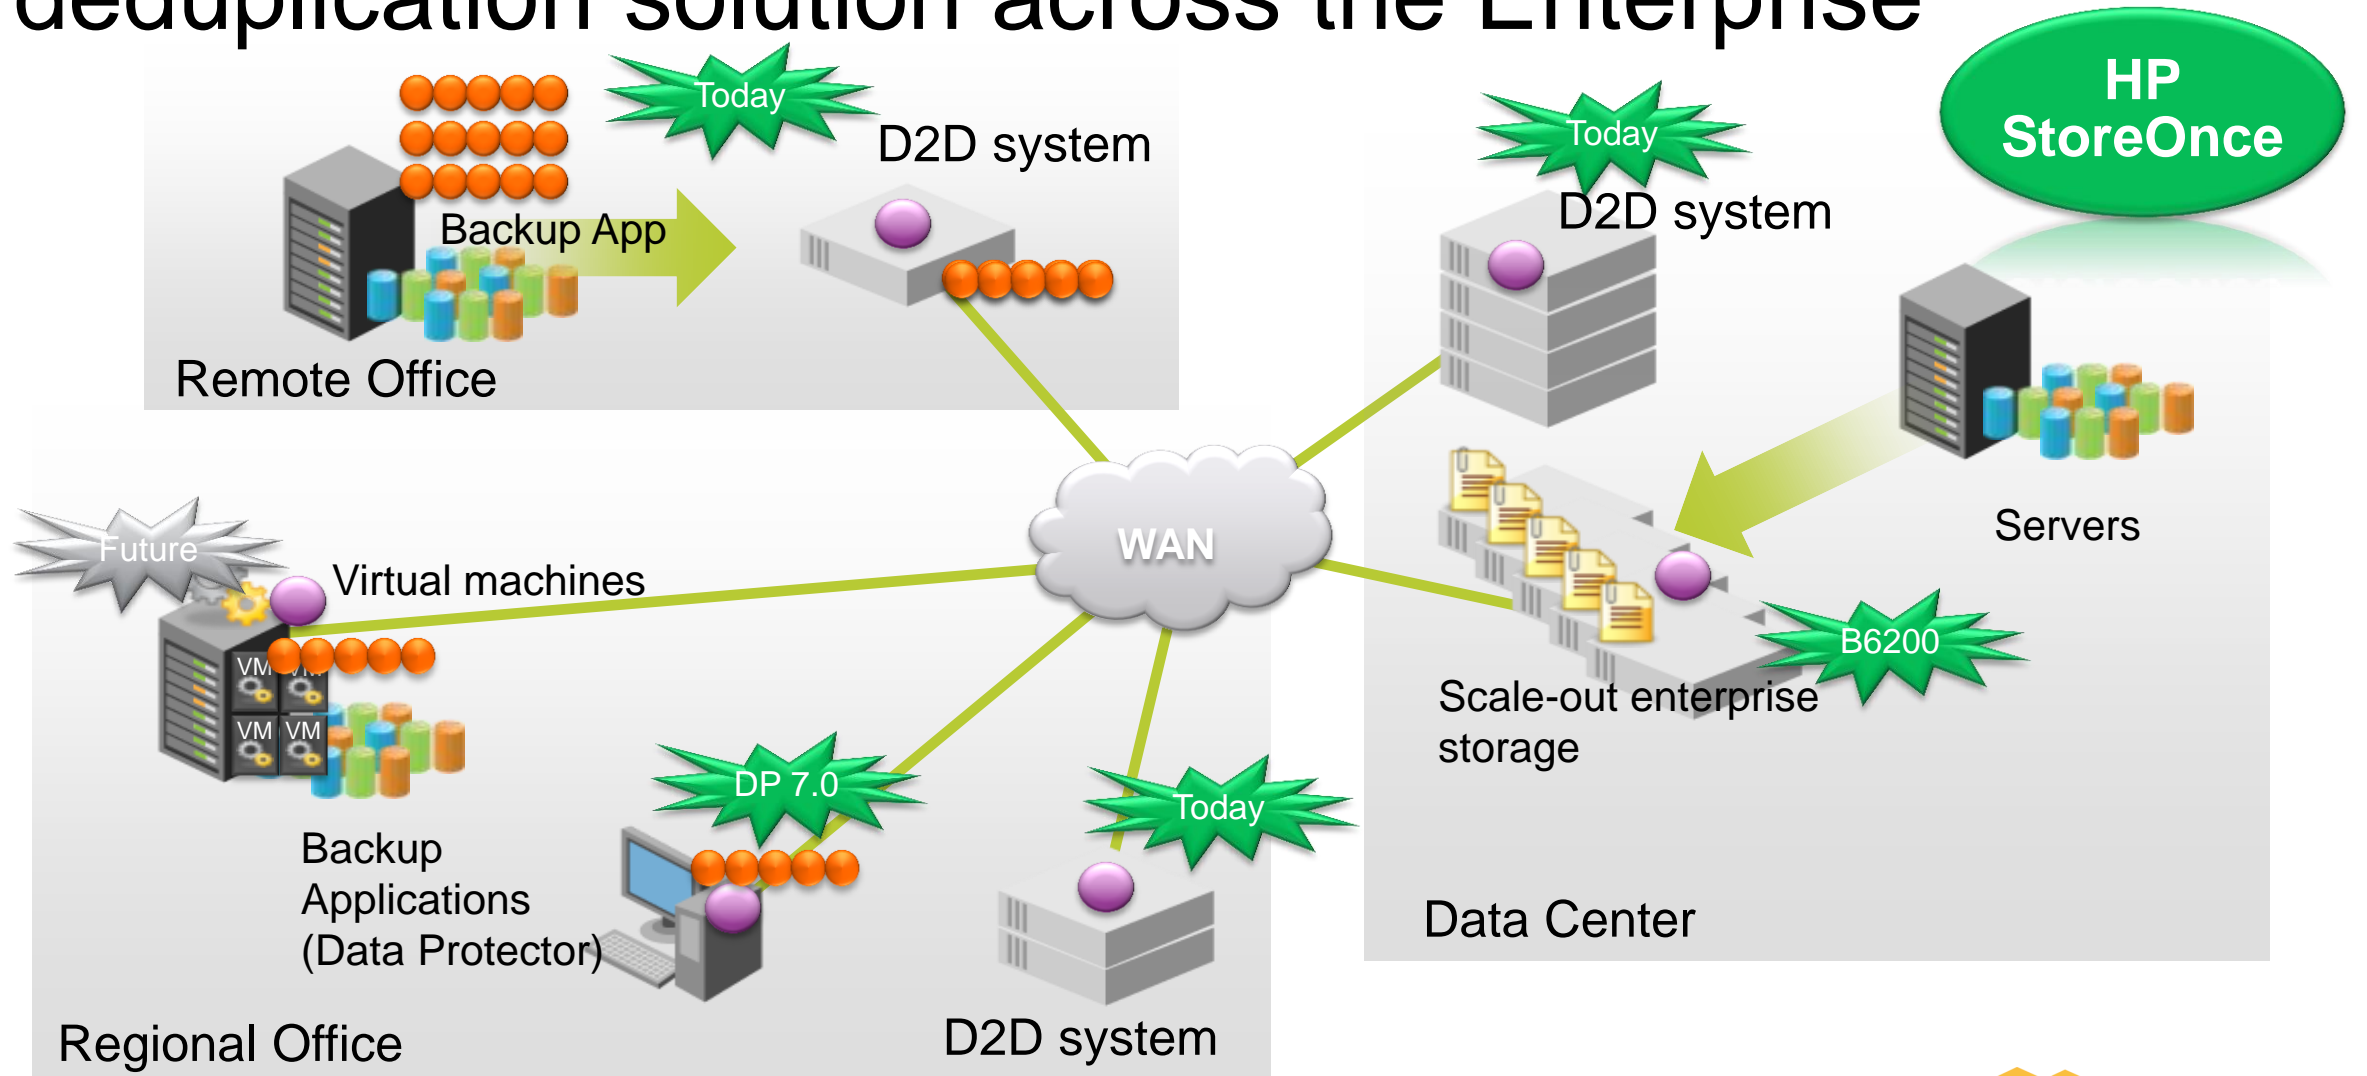 deduplication solution across the Enterprise
HP
StoreOnce
Today
D2D system
Backup App
Remote Office
Today
D2D system
Servers
WAN
Future
Virtual machines
VM
VM
VM
VM
B6200
Scale-out enterprise
storage
DP 7.0
Today
Backup
Applications
(Data Protector)
Data Center
D2D system
Regional Office